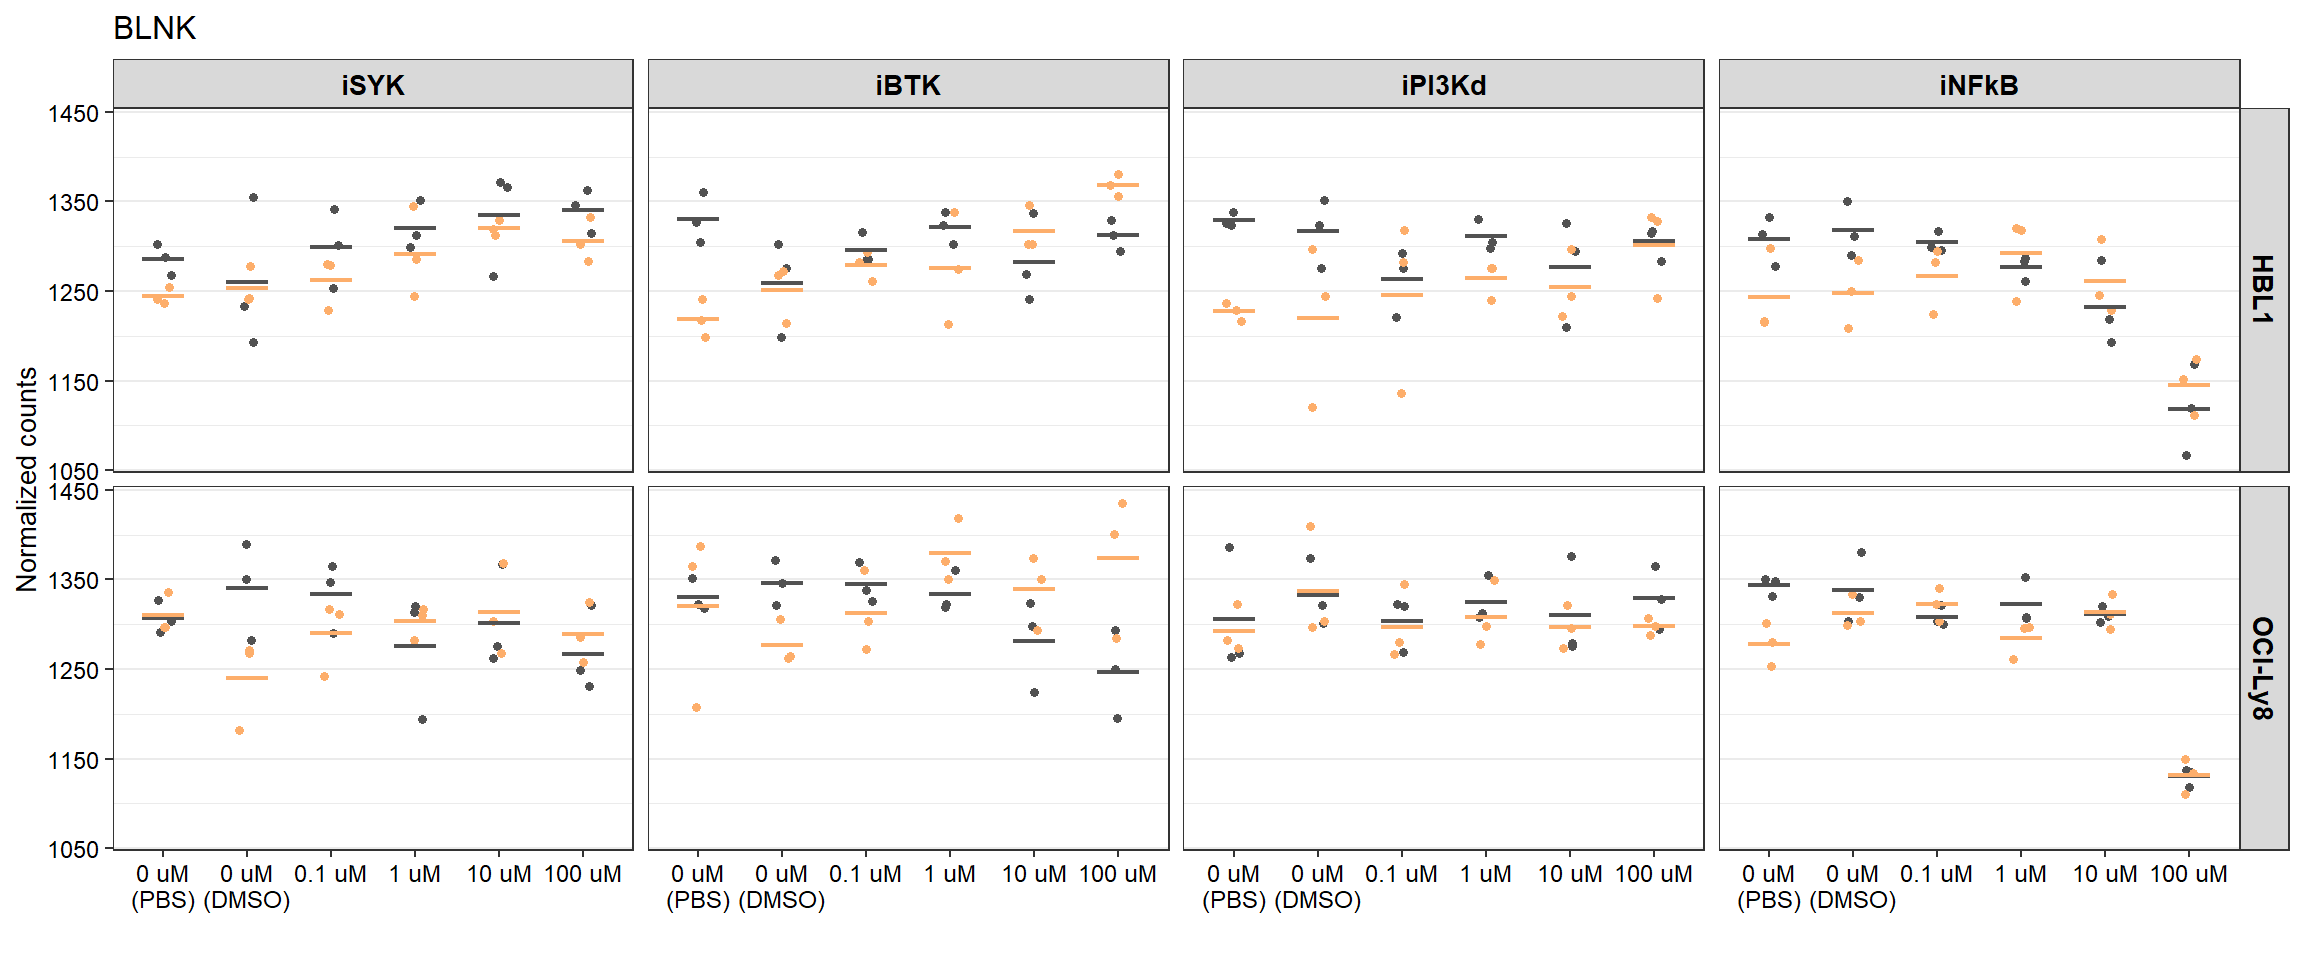 BLNK
iSYK iBTK iPI3Kd iNFkB
Normalized counts
1450
1350
1250
1150
1050
HBL1
1450
1350
1250
1150
1050
OCI-Ly8
0 uM 0 uM 0.1 uM 1 uM 10 uM 100 uM 0 uM 0 uM 0.1 uM 1 uM 10 uM 100 uM 0 uM 0 uM 0.1 uM 1 uM 10 uM 100 uM 0 uM 0 uM 0.1 uM 1 uM 10 uM 100 uM
(PBS) (DMSO) (PBS) (DMSO) (PBS) (DMSO) (PBS) (DMSO)